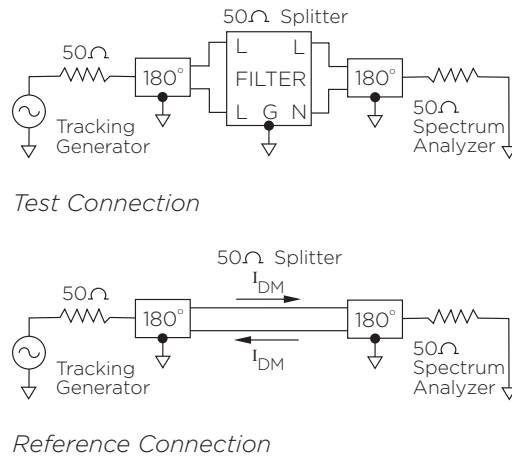 50Ω Splitter
50Ω
L L
180°
FILTER
180°
L G N
50Ω
Spectrum
Analyzer
Tracking
Generator
Test Connection
50Ω Splitter
I_DM
50Ω
180°
180°
I_DM
50Ω
Spectrum
Analyzer
Tracking
Generator
Reference Connection